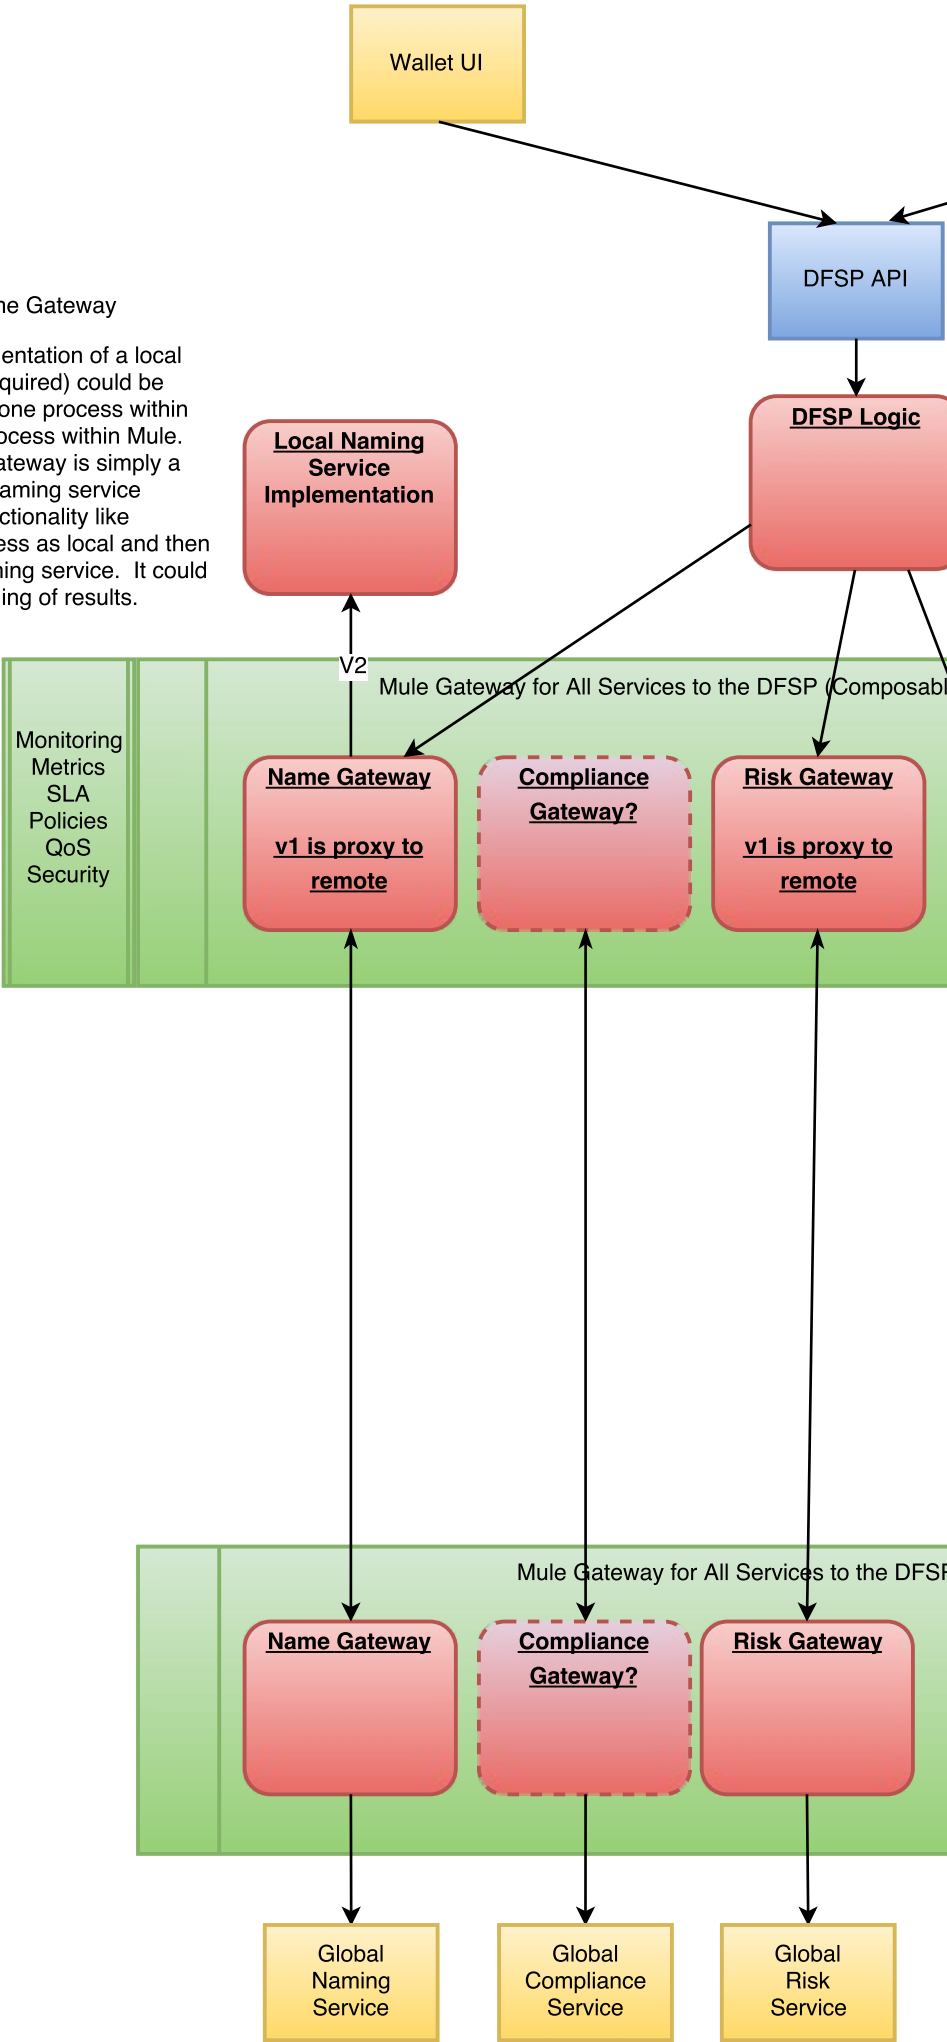 Wallet UI
DFSP API
ne Gateway
entation of a local
quired) could be
one process within
ocess within Mule.
ateway is simply a
aming service
ctionality like
ess as local and then
ning service.  It could
ing of results.
Local Naming
Service
Implementation
DFSP Logic
V2
Mule Gateway for All Services to the DFSP (Composabl
Monitoring
Metrics
SLA
Policies
QoS
Security
Name Gateway
v1 is proxy to
remote
Compliance
Gateway?
Risk Gateway
v1 is proxy to
remote
Mule Gateway for All Services to the DFSP
Name Gateway
Compliance
Gateway?
Risk Gateway
Global
Naming
Service
Global
Compliance
Service
Global
Risk
Service